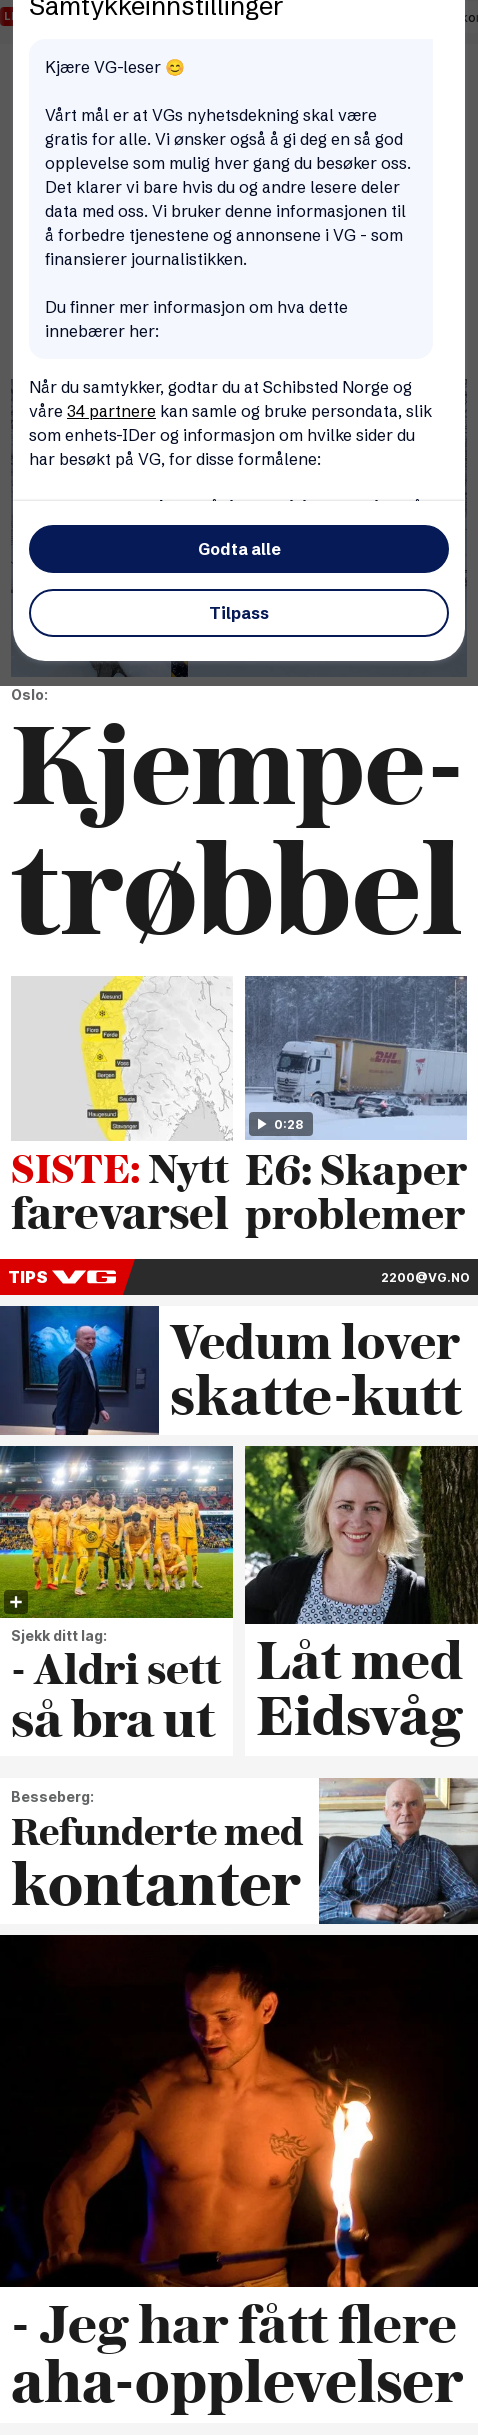 Samtykkeinnstillinger
Kjære VG-leser 😊
Vårt mål er at VGs nyhetsdekning skal være
gratis for alle. Vi ønsker også å gi deg en så god
opplevelse som mulig hver gang du besøker oss.
Det klarer vi bare hvis du og andre lesere deler
data med oss. Vi bruker denne informasjonen til
å forbedre tjenestene og annonsene i VG - som
finansierer journalistikken.
Du finner mer informasjon om hva dette
innebærer her:
Når du samtykker, godtar du at Schibsted Norge og
våre 34 partnere kan samle og bruke persondata, slik
som enhets-IDer og informasjon om hvilke sider du
har besøkt på VG, for disse formålene:
Godta alle
Tilpass
Oslo:
Kjempe-
trøbbel
Ålesund
Florø
Førde
Voss
Bergen
Sauda
Haugesund
Stavanger
DHL
0:28
SISTE: Nytt
farevarsel
E6: Skaper
problemer
TIPS VG
2200@VG.NO
Vedum lover
skatte-kutt
Sjekk ditt lag:
- Aldri sett
så bra ut
Låt med
Eidsvåg
Besseberg:
Refunderte med
kontanter
- Jeg har fått flere
aha-opplevelser